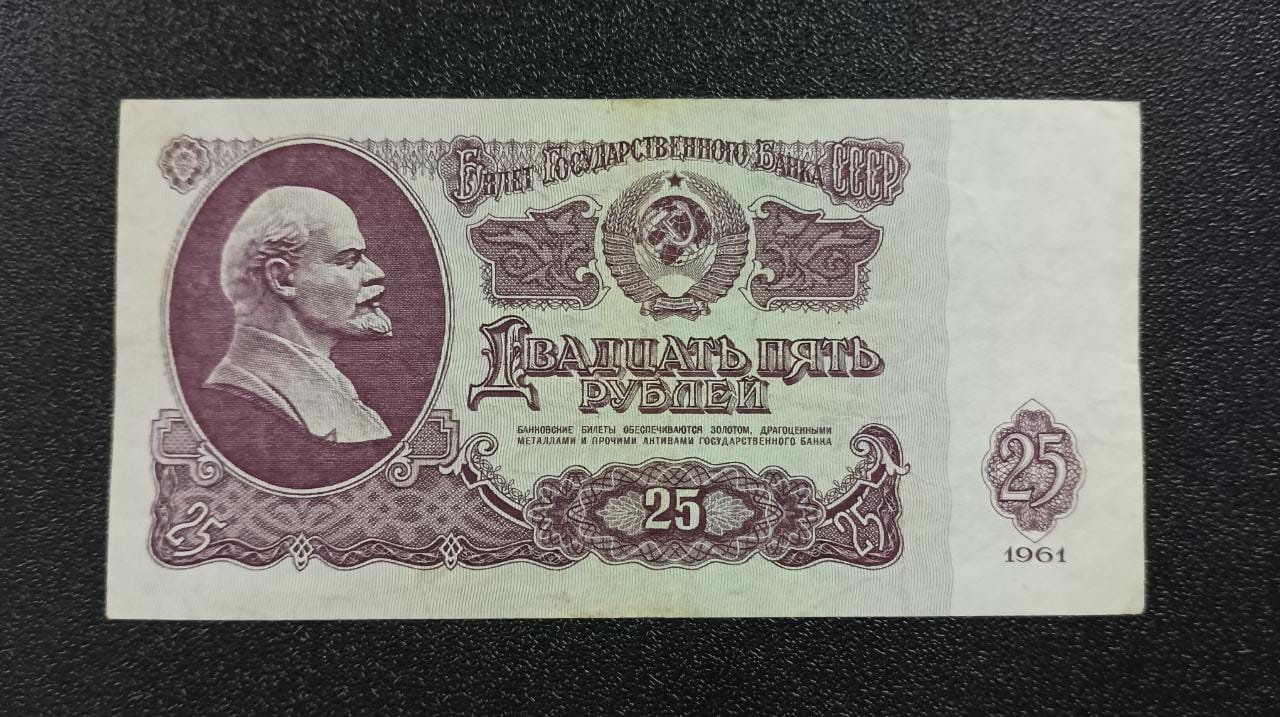 Билет Государственного Банка СССР
Двадцать пять
рублей
БАНКОВСКИЕ БИЛЕТЫ ОБЕСПЕЧИВАЮТСЯ ЗОЛОТОМ, ДРАГОЦЕННЫМИ
МЕТАЛЛАМИ И ПРОЧИМИ АКТИВАМИ ГОСУДАРСТВЕННОГО БАНКА
25
25
25
25
1961